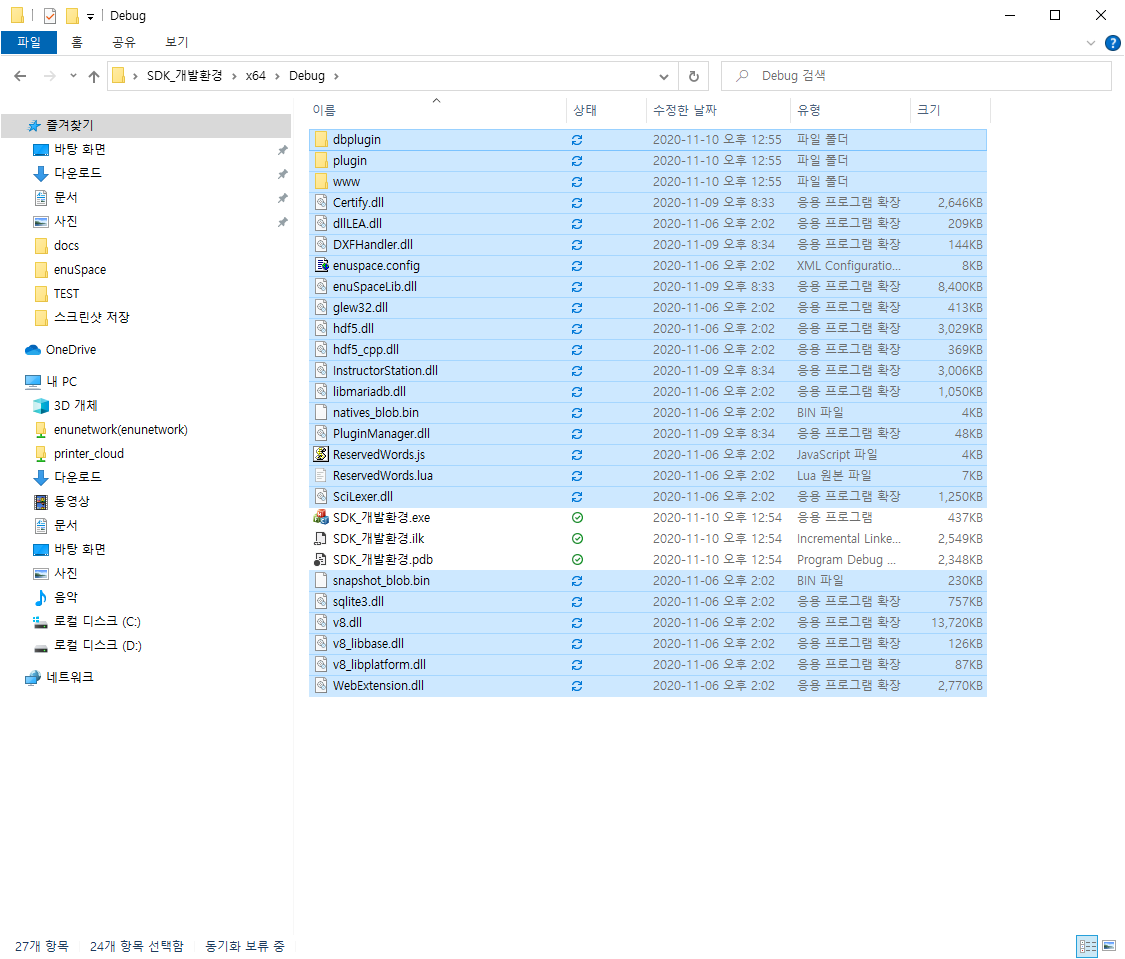 Debug
파일 홈 공유 보기
SDK_개발환경 x64 Debug Debug 검색
이름 상태 수정한 날짜 유형 크기
즐겨찾기
바탕 화면
다운로드
문서
사진
docs
enuSpace
TEST
스크린샷 저장
OneDrive
내 PC
3D 개체
enunetwork(enunetwork)
printer_cloud
다운로드
동영상
문서
바탕 화면
사진
음악
로컬 디스크 (C:)
로컬 디스크 (D:)
네트워크
dbplugin 2020-11-10 오후 12:55 파일 폴더
plugin 2020-11-10 오후 12:55 파일 폴더
www 2020-11-10 오후 12:55 파일 폴더
Certify.dll 2020-11-09 오후 8:33 응용 프로그램 확장 2,646KB
dllLEA.dll 2020-11-06 오후 2:02 응용 프로그램 확장 209KB
DXFHandler.dll 2020-11-09 오후 8:34 응용 프로그램 확장 144KB
enuspace.config 2020-11-06 오후 2:02 XML Configuratio... 8KB
enuSpaceLib.dll 2020-11-09 오후 8:33 응용 프로그램 확장 8,400KB
glew32.dll 2020-11-06 오후 2:02 응용 프로그램 확장 413KB
hdf5.dll 2020-11-06 오후 2:02 응용 프로그램 확장 3,029KB
hdf5_cpp.dll 2020-11-06 오후 2:02 응용 프로그램 확장 369KB
InstructorStation.dll 2020-11-09 오후 8:34 응용 프로그램 확장 3,006KB
libmariadb.dll 2020-11-06 오후 2:02 응용 프로그램 확장 1,050KB
natives_blob.bin 2020-11-06 오후 2:02 BIN 파일 4KB
PluginManager.dll 2020-11-09 오후 8:34 응용 프로그램 확장 48KB
ReservedWords.js 2020-11-06 오후 2:02 JavaScript 파일 4KB
ReservedWords.lua 2020-11-06 오후 2:02 Lua 원본 파일 7KB
SciLexer.dll 2020-11-06 오후 2:02 응용 프로그램 확장 1,250KB
SDK_개발환경.exe 2020-11-10 오후 12:54 응용 프로그램 437KB
SDK_개발환경.ilk 2020-11-10 오후 12:54 Incremental Linke... 2,549KB
SDK_개발환경.pdb 2020-11-10 오후 12:54 Program Debug ... 2,348KB
snapshot_blob.bin 2020-11-06 오후 2:02 BIN 파일 230KB
sqlite3.dll 2020-11-06 오후 2:02 응용 프로그램 확장 757KB
v8.dll 2020-11-06 오후 2:02 응용 프로그램 확장 13,720KB
v8_libbase.dll 2020-11-06 오후 2:02 응용 프로그램 확장 126KB
v8_libplatform.dll 2020-11-06 오후 2:02 응용 프로그램 확장 87KB
WebExtension.dll 2020-11-06 오후 2:02 응용 프로그램 확장 2,770KB
27개 항목 24개 항목 선택함 동기화 보류 중